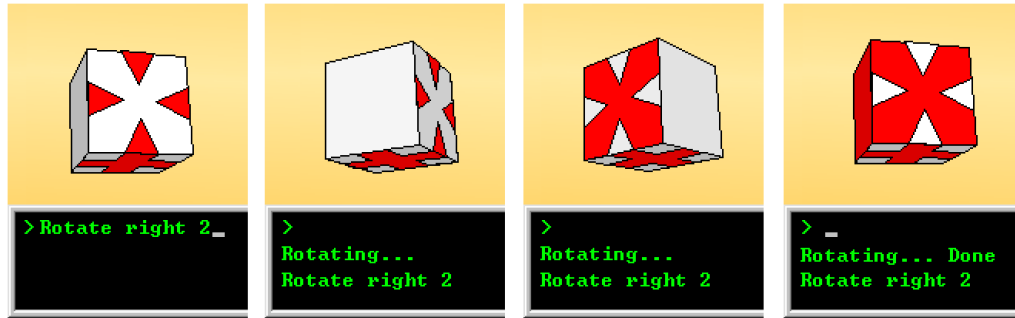 >Rotate right 2_
>
Rotating...
Rotate right 2
>
Rotating...
Rotate right 2
> _
Rotating... Done
Rotate right 2